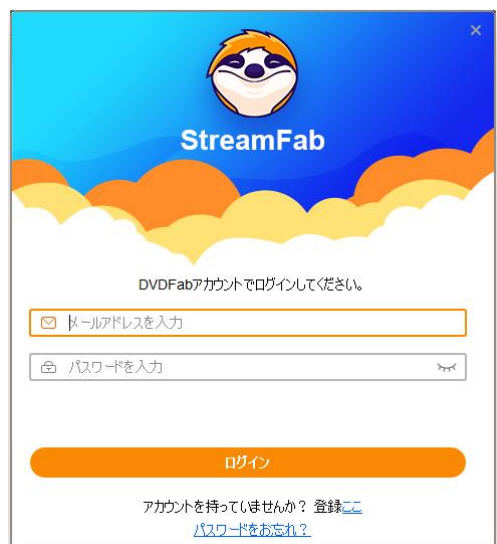 StreamFab
DVDFabアカウントでログインしてください。
メールアドレスを入力
パスワードを入力
ログイン
アカウントを持っていませんか？ 登録ここ
パスワードをお忘れ？